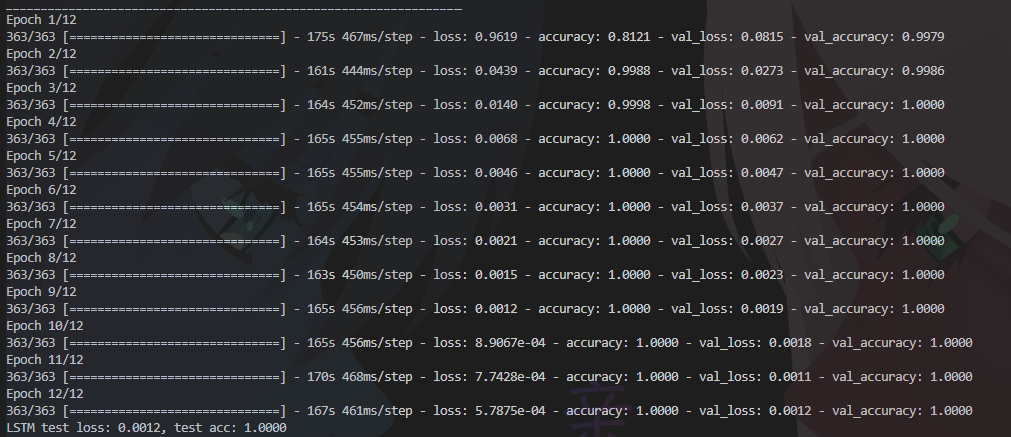 _________________________________________________________________
Epoch 1/12
363/363 [==============================] - 175s 467ms/step - loss: 0.9619 - accuracy: 0.8121 - val_loss: 0.0815 - val_accuracy: 0.9979
Epoch 2/12
363/363 [==============================] - 161s 444ms/step - loss: 0.0439 - accuracy: 0.9988 - val_loss: 0.0273 - val_accuracy: 0.9986
Epoch 3/12
363/363 [==============================] - 164s 452ms/step - loss: 0.0140 - accuracy: 0.9998 - val_loss: 0.0091 - val_accuracy: 1.0000
Epoch 4/12
363/363 [==============================] - 165s 455ms/step - loss: 0.0068 - accuracy: 1.0000 - val_loss: 0.0062 - val_accuracy: 1.0000
Epoch 5/12
363/363 [==============================] - 165s 455ms/step - loss: 0.0046 - accuracy: 1.0000 - val_loss: 0.0047 - val_accuracy: 1.0000
Epoch 6/12
363/363 [==============================] - 165s 454ms/step - loss: 0.0031 - accuracy: 1.0000 - val_loss: 0.0037 - val_accuracy: 1.0000
Epoch 7/12
363/363 [==============================] - 164s 453ms/step - loss: 0.0021 - accuracy: 1.0000 - val_loss: 0.0027 - val_accuracy: 1.0000
Epoch 8/12
363/363 [==============================] - 163s 450ms/step - loss: 0.0015 - accuracy: 1.0000 - val_loss: 0.0023 - val_accuracy: 1.0000
Epoch 9/12
363/363 [==============================] - 165s 456ms/step - loss: 0.0012 - accuracy: 1.0000 - val_loss: 0.0019 - val_accuracy: 1.0000
Epoch 10/12
363/363 [==============================] - 165s 456ms/step - loss: 8.9067e-04 - accuracy: 1.0000 - val_loss: 0.0018 - val_accuracy: 1.0000
Epoch 11/12
363/363 [==============================] - 170s 468ms/step - loss: 7.7428e-04 - accuracy: 1.0000 - val_loss: 0.0011 - val_accuracy: 1.0000
Epoch 12/12
363/363 [==============================] - 167s 461ms/step - loss: 5.7875e-04 - accuracy: 1.0000 - val_loss: 0.0012 - val_accuracy: 1.0000
LSTM test loss: 0.0012, test acc: 1.0000